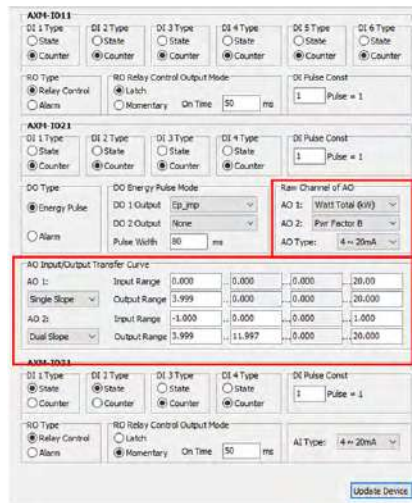 AXM-IO11
DI 1 Type DI 2 Type DI 3 Type DI 4 Type DI 5 Type DI 6 Type
State State State State State State
Counter Counter Counter Counter Counter Counter
RO Type RO Relay Control Output Mode DI Pulse Const
Relay Control Latch 1 Pulse = 1
Alarm Momentary On Time 50 ms
AXM-IO21
DI 1 Type DI 2 Type DI 3 Type DI 4 Type DI Pulse Const
State State State State 1 Pulse = 1
Counter Counter Counter Counter
DO Type DO Energy Pulse Mode Raw Channel of AO
Energy Pulse DO 1 Output Ep_imp AO 1: Watt Total (kW)
DO 2 Output None AO 2: Pwr Factor B
Alarm Pulse Width 80 ms AO Type: 4 ~ 20mA
AO Input/Output Transfer Curve
AO 1: Input Range 0.000 .. 0.000 ...0.000 ... 20.00
Single Slope Output Range 3.999 ... 0.000 ...0.000 ... 20.000
AO 2: Input Range -1.000 ... 0.000 ...0.000 ... 1.000
Dual Slope Output Range 3.999 ... 11.997 ...0.000 ... 20.000
AXM-IO31
DI 1 Type DI 2 Type DI 3 Type DI 4 Type DI Pulse Const
State State State State 1 Pulse = 1
Counter Counter Counter Counter
RO Type RO Relay Control Output Mode
Relay Control Latch AI Type: 4 ~ 20mA
Alarm Momentary On Time 50 ms
Update Device